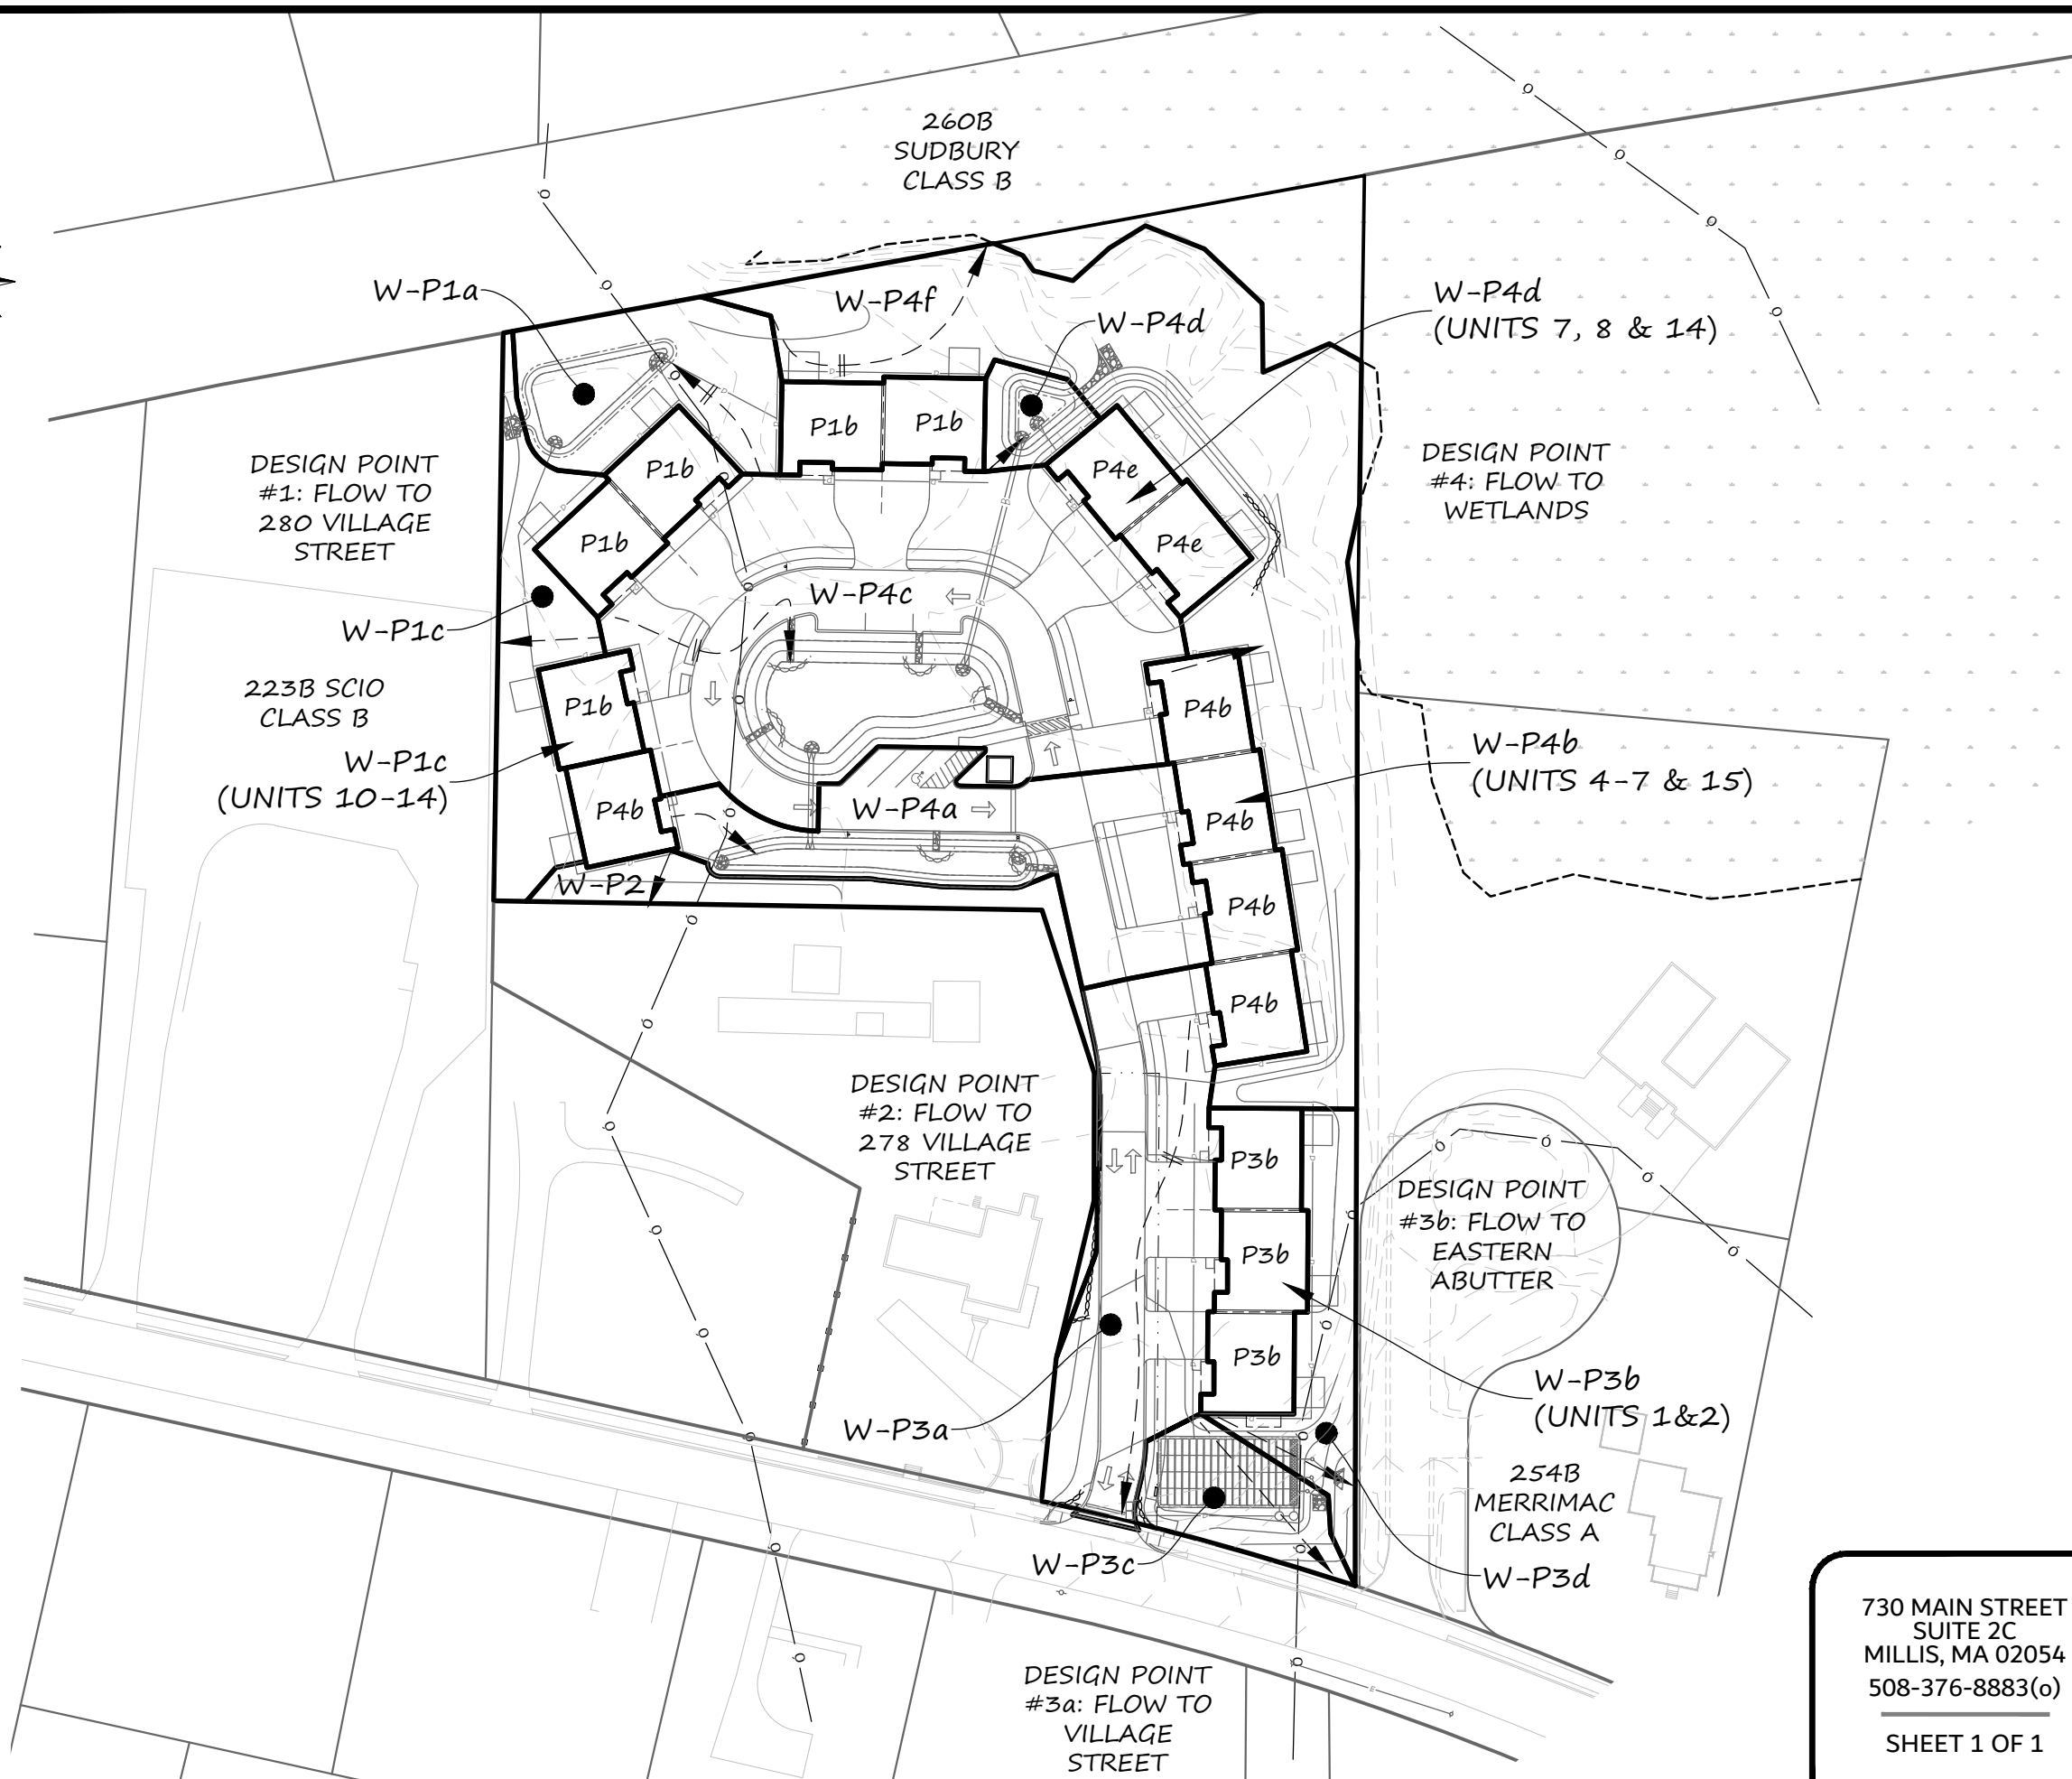 260B
SUDBURY
CLASS B
W-P1a
W-P4f
W-P4d
W-P4d
(UNITS 7, 8 & 14)
P1b
P1b
DESIGN POINT
#1: FLOW TO
280 VILLAGE
STREET
P1b
P4e
DESIGN POINT
#4: FLOW TO
WETLANDS
P1b
P4e
W-P4c
W-P1c
223B SCIO
CLASS B
P1b
P4b
W-P1c
(UNITS 10-14)
W-P4b
(UNITS 4-7 & 15)
P4b
W-P4a
P4b
W-P2
P4b
P4b
DESIGN POINT
#2: FLOW TO
278 VILLAGE
STREET
P3b
DESIGN POINT
#3b: FLOW TO
EASTERN
ABUTTER
P3b
P3b
W-P3b
(UNITS 1&2)
W-P3a
254B
MERRIMAC
CLASS A
W-P3c
W-P3d
DESIGN POINT
#3a: FLOW TO
VILLAGE
STREET
730 MAIN STREET
SUITE 2C
MILLIS, MA 02054
508-376-8883(o)
SHEET 1 OF 1